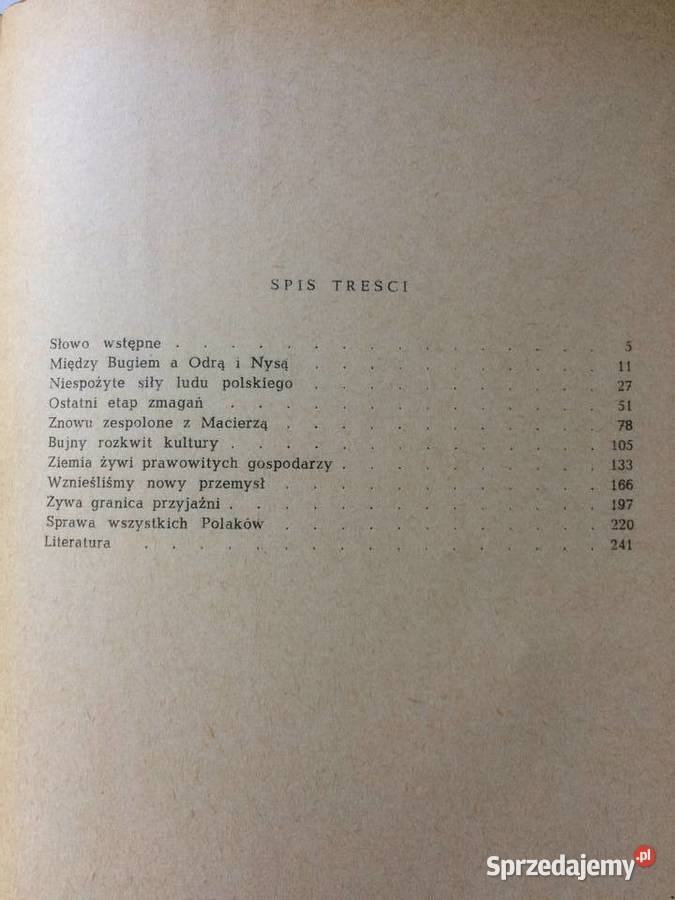 SPIS TREŚCI
Słowo wstępne . . . . . . . . . . . . . . . . 5
Między Bugiem a Odrą i Nysą . . . . . . . . . . . 11
Niespożyte siły ludu polskiego . . . . . . . . . . . 27
Ostatni etap zmagań . . . . . . . . . . . . . . 51
Znowu zespolone z Macierzą . . . . . . . . . . . . 78
Bujny rozkwit kultury . . . . . . . . . . . . . . 105
Ziemia żywi prawowitych gospodarzy . . . . . . . . . . 133
Wznieśliśmy nowy przemysł . . . . . . . . . . . . 166
Zywa granica przyjaźni . . . . . . . . . . . . . . 197
Sprawa wszystkich Polaków . . . . . . . . . . . . 220
Literatura . . . . . . . . . . . . . . . . . 241
Sprzedajemy.pl